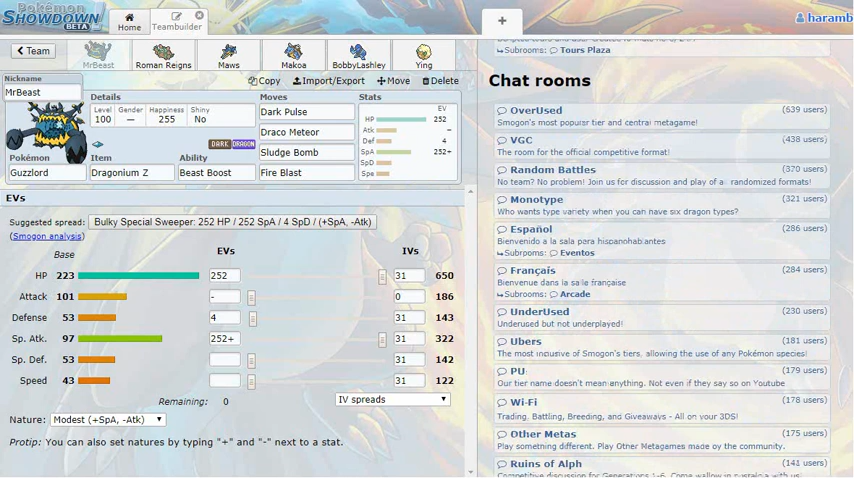 Pokémon
SHOWDOWN
BETA
Home
Teambuilder
+
haramb
< Team
MrBeast
Roman Reigns
Maws
Makoa
BobbyLashley
Ying
Copy Import/Export Move Delete
Nickname
MrBeast
Details
Level Gender Happiness Shiny
100 — 255 No
DARK DRAGON
Pokémon
Guzzlord
Item
Dragonium Z
Ability
Beast Boost
Moves
Dark Pulse
Draco Meteor
Sludge Bomb
Fire Blast
Stats
EV
HP 252
Atk -
Def 4
SpA 252+
SpD
Spe
EVs
Suggested spread: Bulky Special Sweeper: 252 HP / 252 SpA / 4 SpD / (+SpA, -Atk)
(Smogon analysis)
Base EVs IVs
HP 223 252 31 650
Attack 101 - 0 186
Defense 53 4 31 143
Sp. Atk. 97 252+ 31 322
Sp. Def. 53 31 142
Speed 43 31 122
Remaining: 0
IV spreads
Nature: Modest (+SpA, -Atk)
Protip: You can also set natures by typing "+" and "-" next to a stat.
Subrooms: Tours Plaza
Chat rooms
OverUsed (639 users)
Smogon's most popular tier and central metagame!
VGC (438 users)
The room for the official competitive format!
Random Battles (370 users)
No team? No problem! Join us for discussion and play of all randomized formats!
Monotype (321 users)
Who wants type variety when you can have six dragon types?
Español (286 users)
Bienvenido a la sala para hispanohablantes
Subrooms: Eventos
Français (284 users)
Bienvenue dans la salle française
Subrooms: Arcade
UnderUsed (230 users)
Underused but not underplayed!
Ubers (181 users)
The most inclusive of Smogon's tiers, allowing the use of any Pokémon species!
PU (179 users)
Our tier name doesn't mean anything. Not even if they say so on Youtube
Wi-Fi (178 users)
Trading, Battling, Breeding, and Giveaways - All on your 3DS!
Other Metas (175 users)
Play something different. Play Other Metagames made by the community.
Ruins of Alph (141 users)
Competitive discussion for Generations 1-6. Come wallow in nostalgia with us!